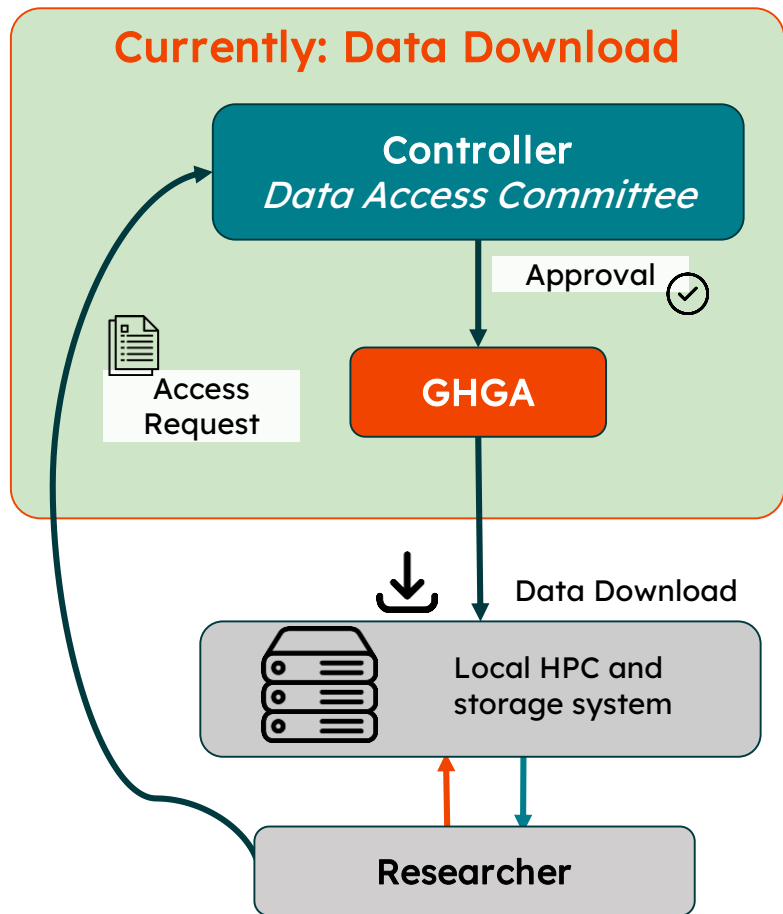 Currently: Data Download
Controller
Data Access Committee
Approval
Access
Request
GHGA
Data Download
Local HPC and
storage system
Researcher